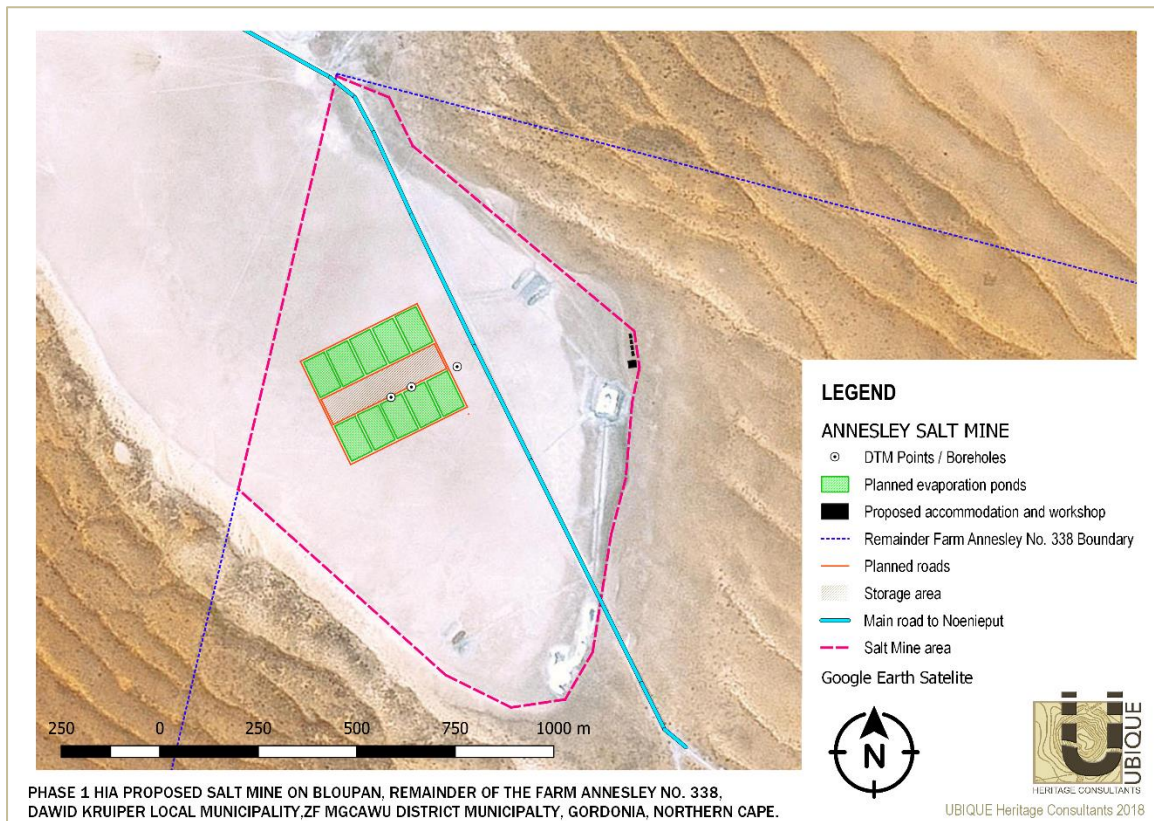 LEGEND
ANNESLEY SALT MINE
DTM Points / Boreholes
Planned evaporation ponds
Proposed accommodation and workshop
Remainder Farm Annesley No. 338 Boundary
Planned roads
Storage area
Main road to Noenieput
Salt Mine area
Google Earth Satelite
N
Ü
UBIQUE
HERITAGE CONSULTANTS
250 0 250 500 750 1000 m
PHASE 1 HIA PROPOSED SALT MINE ON BLOUPAN, REMAINDER OF THE FARM ANNESLEY NO. 338,
DAWID KRUIPER LOCAL MUNICIPALITY,ZF MGCAWU DISTRICT MUNICIPALTY, GORDONIA, NORTHERN CAPE.
UBIQUE Heritage Consultants 2018